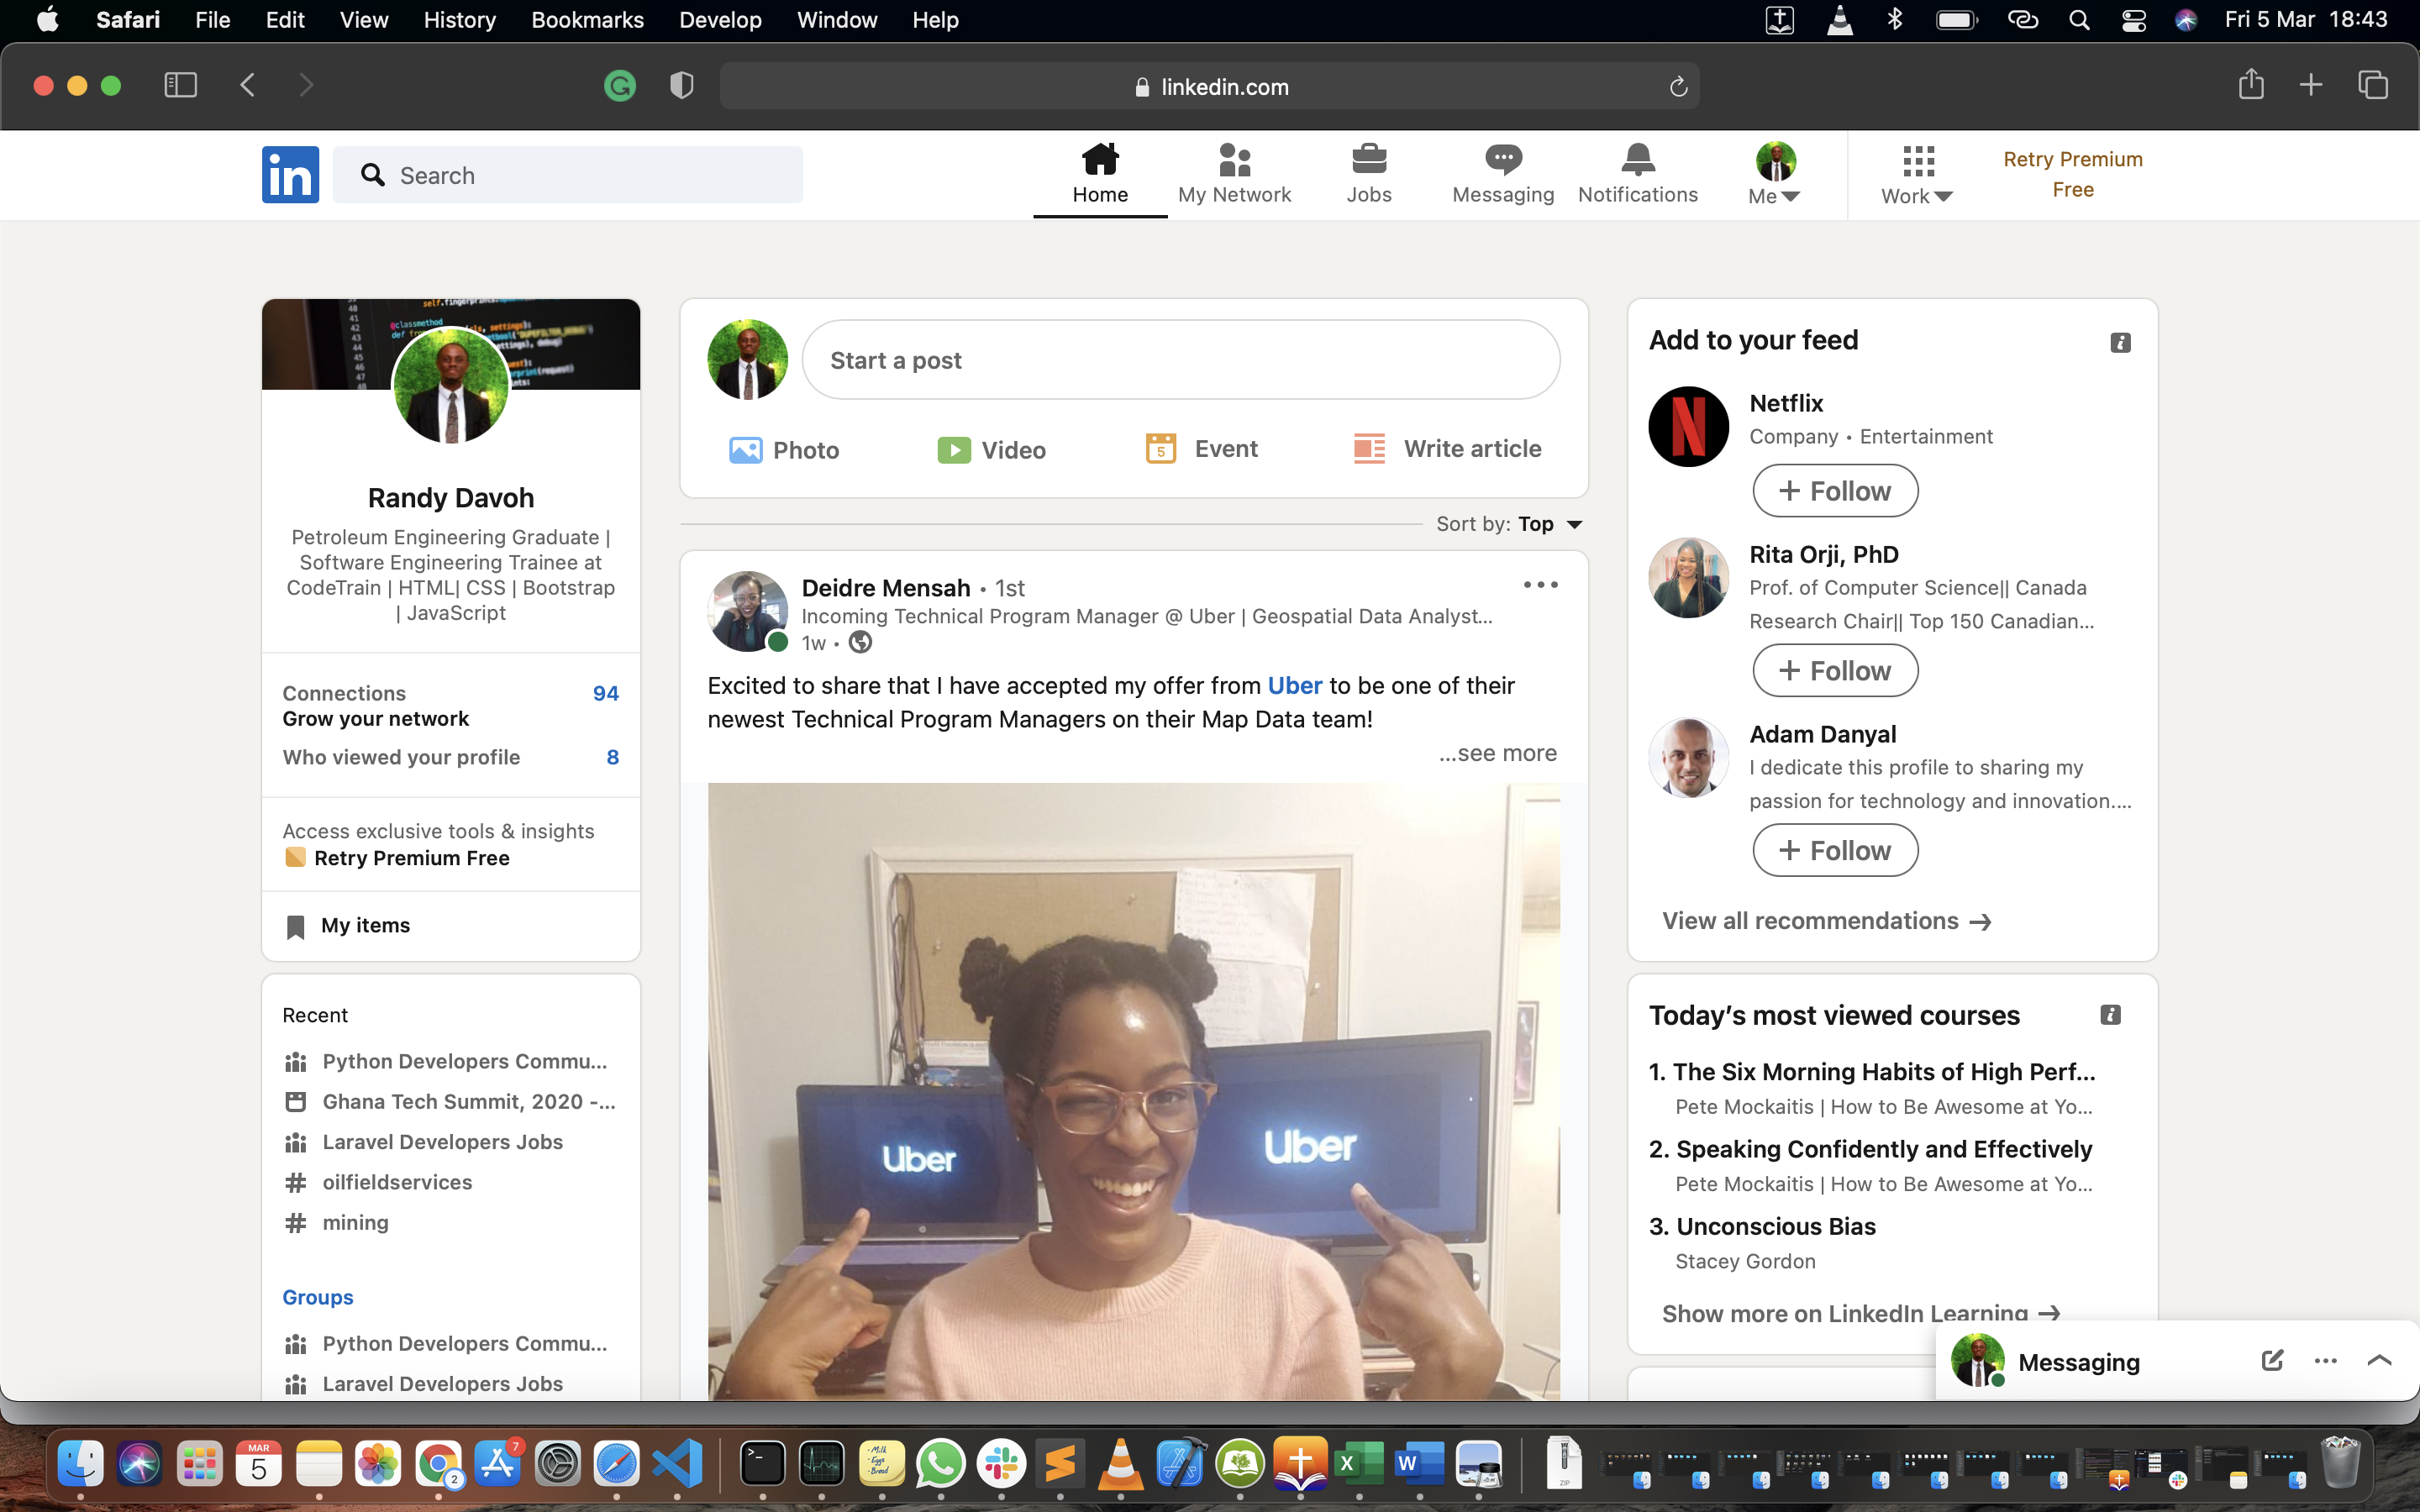 Safari File Edit View History Bookmarks Develop Window Help
Fri 5 Mar 18:43
linkedin.com
in
Search
Home
My Network
Jobs
Messaging
Notifications
Me
Work
Retry Premium
Free
Randy Davoh
Petroleum Engineering Graduate |
Software Engineering Trainee at
CodeTrain | HTML| CSS | Bootstrap
| JavaScript
Connections 94
Grow your network
Who viewed your profile 8
Access exclusive tools & insights
Retry Premium Free
My items
Recent
Python Developers Commu...
Ghana Tech Summit, 2020 -...
Laravel Developers Jobs
# oilfieldservices
# mining
Groups
Python Developers Commu...
Laravel Developers Jobs
Start a post
Photo
Video
Event
Write article
Sort by: Top
Deidre Mensah • 1st
Incoming Technical Program Manager @ Uber | Geospatial Data Analyst...
1w •
Excited to share that I have accepted my offer from Uber to be one of their
newest Technical Program Managers on their Map Data team!
...see more
Uber
Uber
Add to your feed
Netflix
Company • Entertainment
+ Follow
Rita Orji, PhD
Prof. of Computer Science|| Canada
Research Chair|| Top 150 Canadian...
+ Follow
Adam Danyal
I dedicate this profile to sharing my
passion for technology and innovation....
+ Follow
View all recommendations →
Today’s most viewed courses
1. The Six Morning Habits of High Perf...
Pete Mockaitis | How to Be Awesome at Yo...
2. Speaking Confidently and Effectively
Pete Mockaitis | How to Be Awesome at Yo...
3. Unconscious Bias
Stacey Gordon
Show more on LinkedIn Learning →
Messaging
MAR
5
2
7
Milk
Eggs
Bread
X
W
ZIP